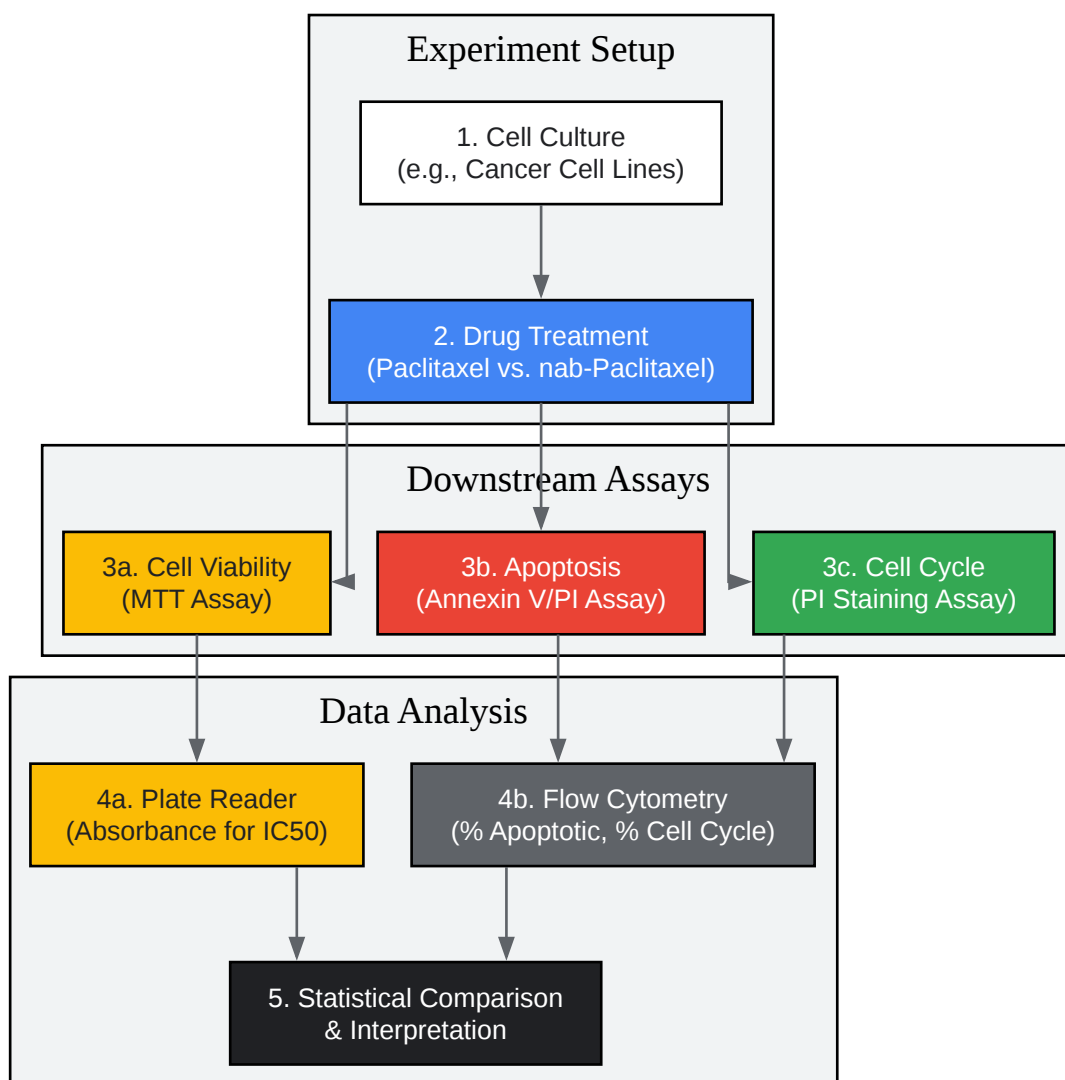 Experiment Setup
1. Cell Culture
(e.g., Cancer Cell Lines)
2. Drug Treatment
(Paclitaxel vs. nab-Paclitaxel)
Downstream Assays
3a. Cell Viability
(MTT Assay)
3b. Apoptosis
(Annexin V/PI Assay)
3c. Cell Cycle
(PI Staining Assay)
Data Analysis
4a. Plate Reader
(Absorbance for IC50)
4b. Flow Cytometry
(% Apoptotic, % Cell Cycle)
5. Statistical Comparison
& Interpretation